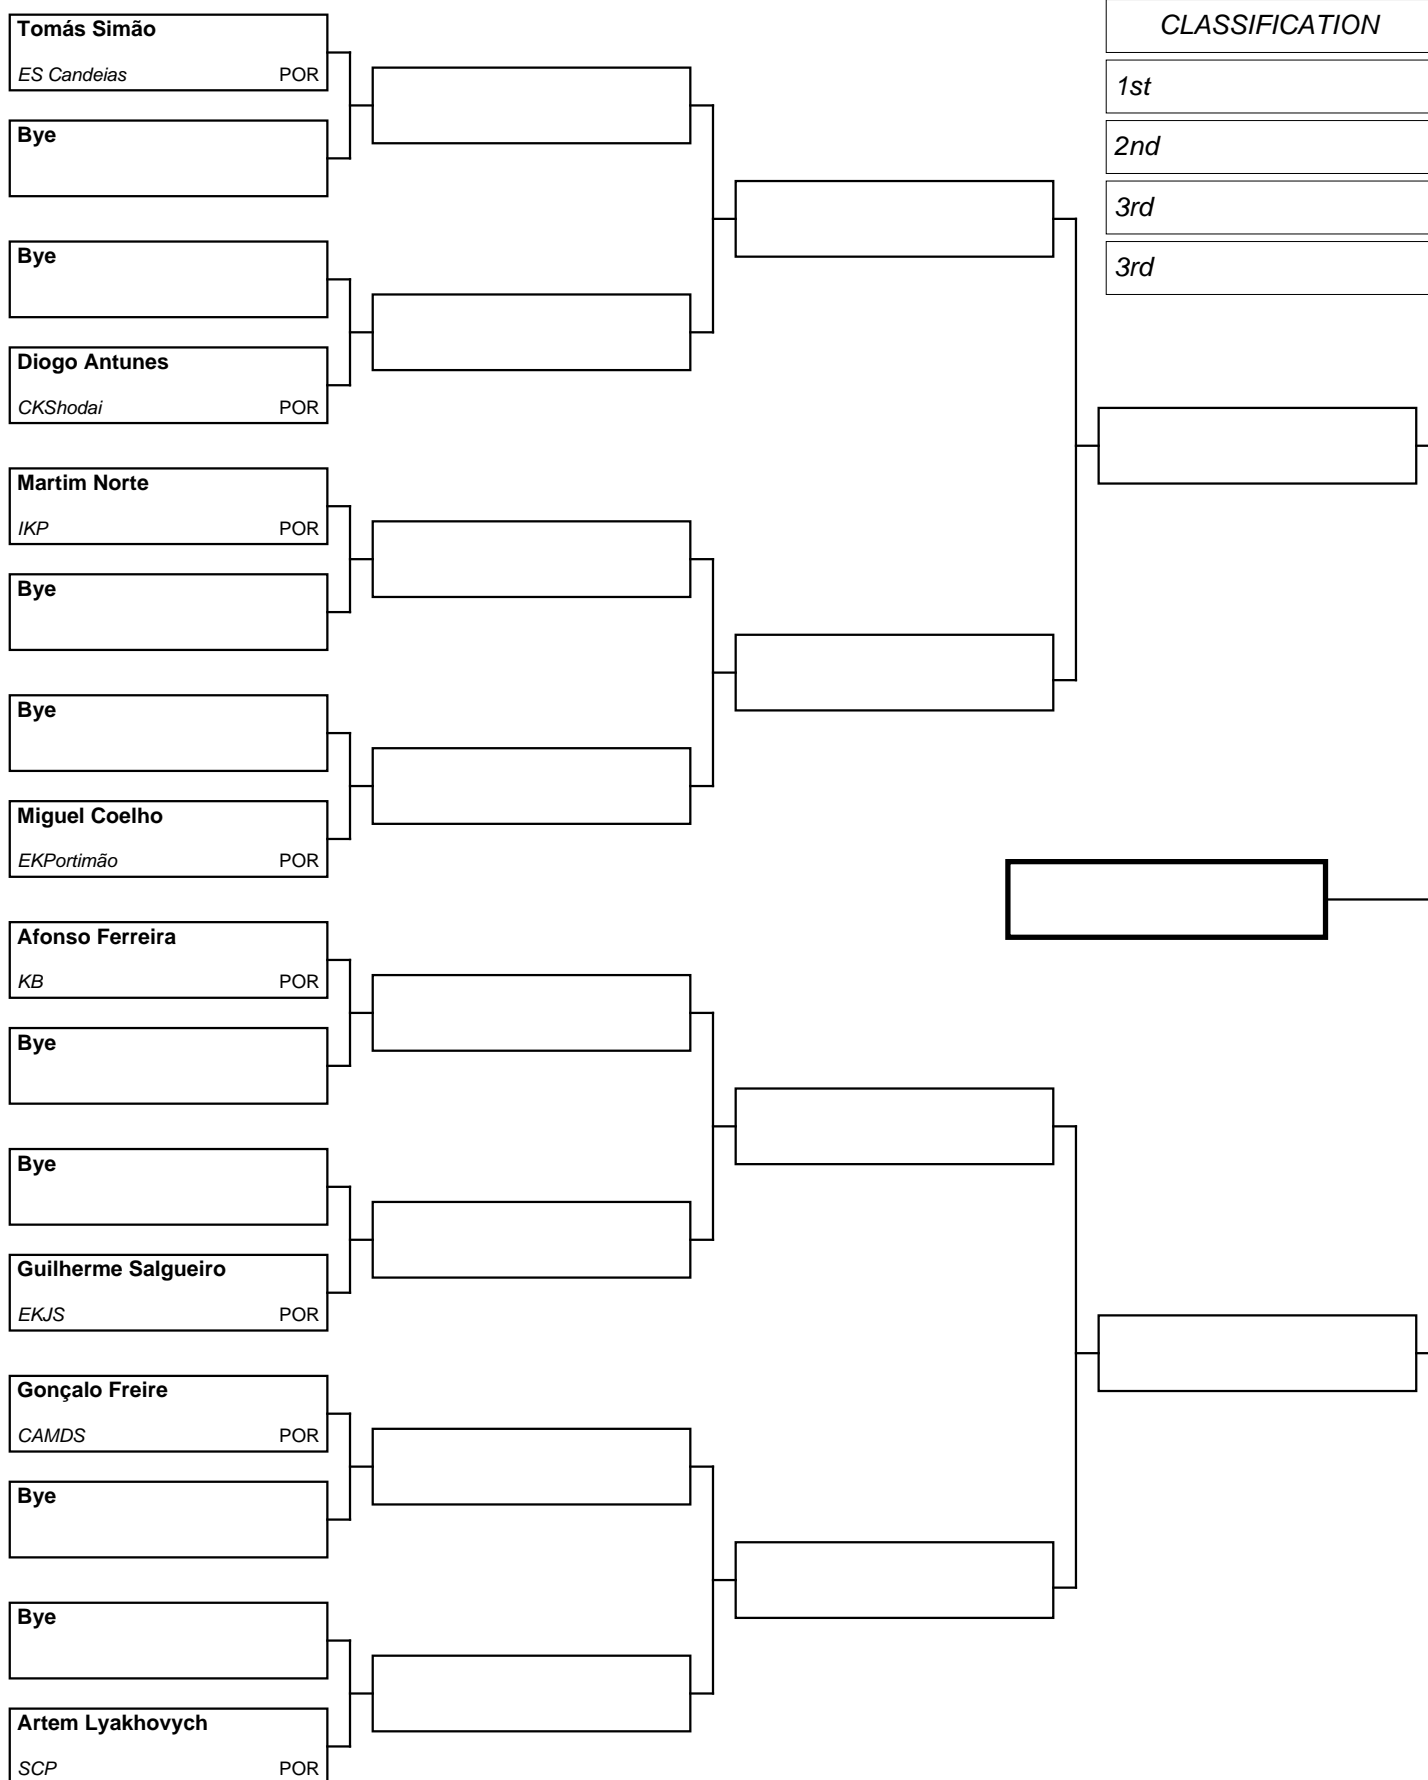 Tomás Simão
ES Candeias POR
Bye
Bye
Diogo Antunes
CKShodai POR
Martim Norte
IKP POR
Bye
Bye
Miguel Coelho
EKPortimão POR
Afonso Ferreira
KB POR
Bye
Bye
Guilherme Salgueiro
EKJS POR
Gonçalo Freire
CAMDS POR
Bye
Bye
Artem Lyakhovych
SCP POR
CLASSIFICATION
1st
2nd
3rd
3rd